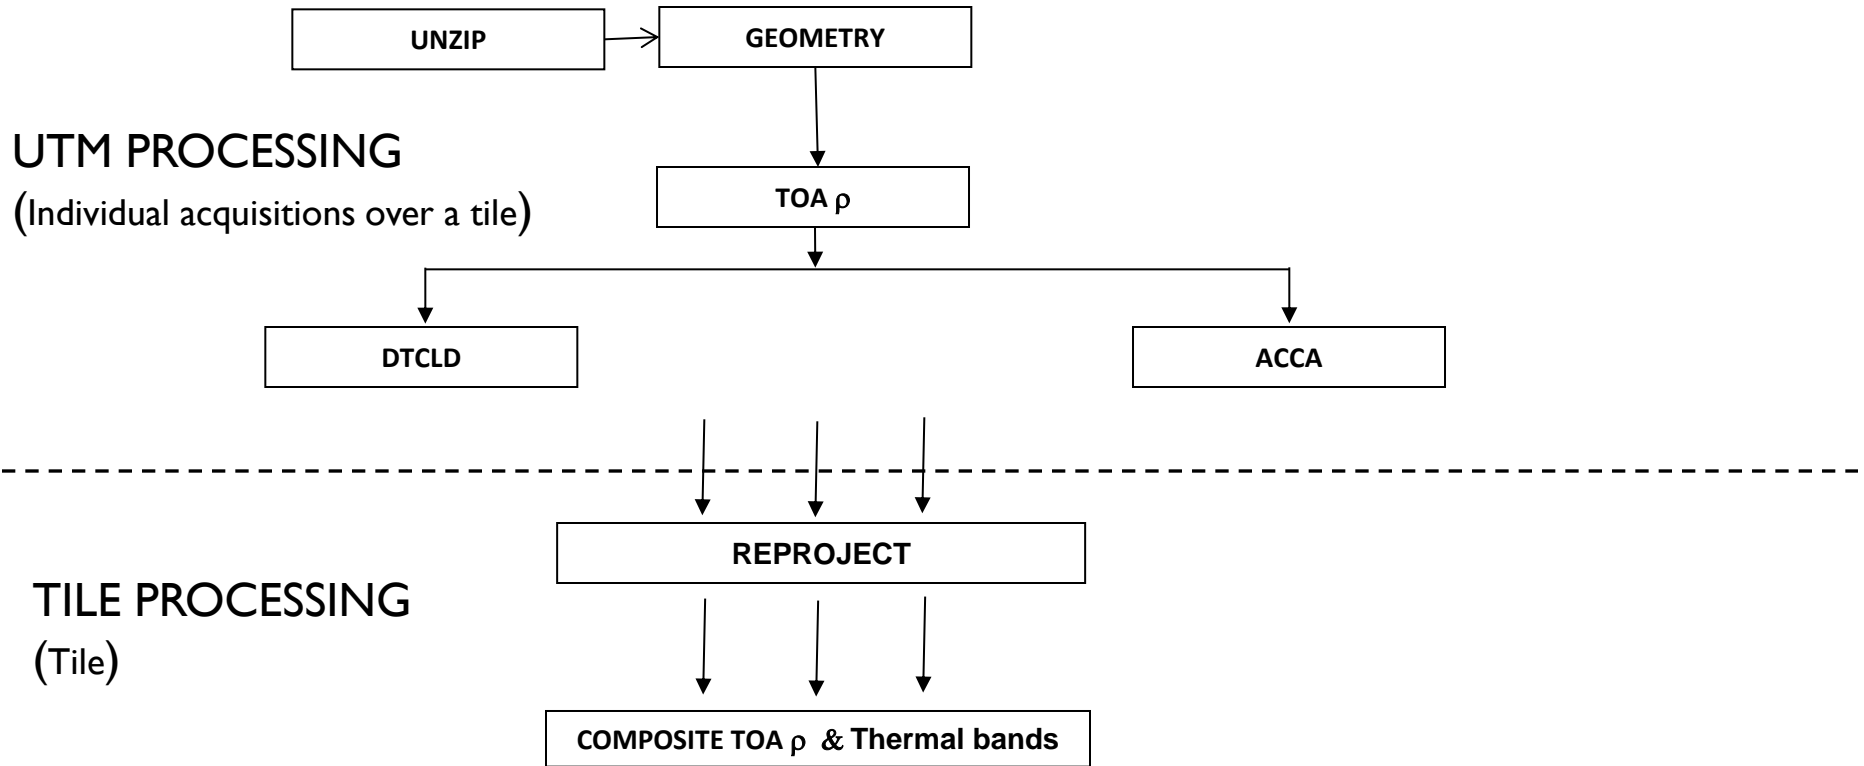 UNZIP
GEOMETRY
UTM PROCESSING
(Individual acquisitions over a tile)
TOA ρ
DTCLD
ACCA
REPROJECT
TILE PROCESSING
(Tile)
COMPOSITE TOA ρ & Thermal bands